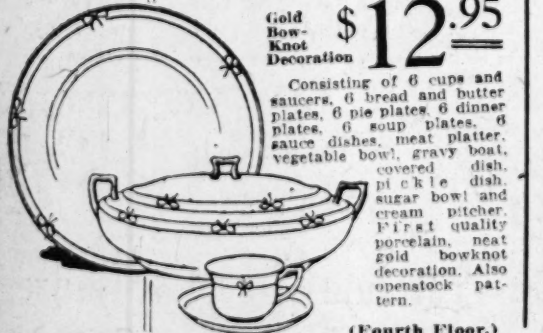 Gold
Bow-
Knot
Decoration
$12.95
Consisting of 6 cups and
saucers, 6 bread and butter
plates, 6 pie plates, 6 dinner
plates, 6 soup plates, 6
sauce dishes, meat platter,
vegetable bowl, gravy boat,
covered dish,
pickle dish,
sugar bowl and
cream pitcher.
First quality
porcelain, neat
gold bowknot
decoration. Also
openstock pat-
tern.
(Fourth Floor.)